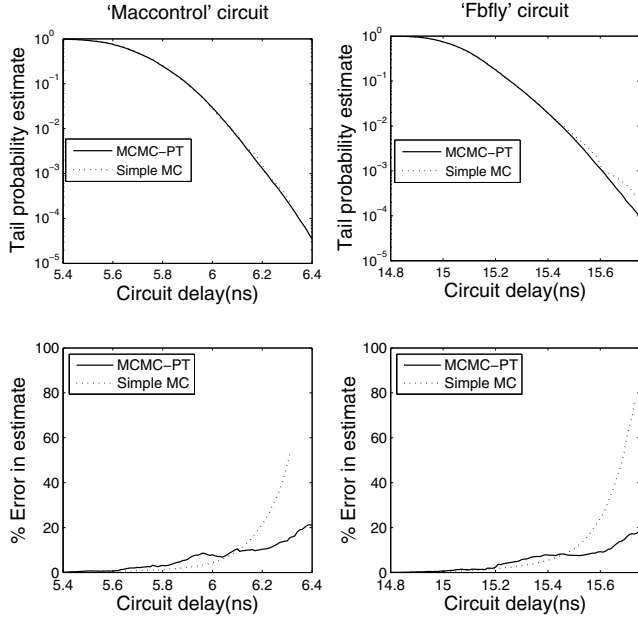 'Maccontrol' circuit
10^0
10^-1
10^-2
10^-3
10^-4
10^-5
Tail probability estimate
MCMC-PT
Simple MC
5.4 5.6 5.8 6 6.2 6.4
Circuit delay(ns)
'Fbfly' circuit
10^0
10^-1
10^-2
10^-3
10^-4
10^-5
Tail probability estimate
MCMC-PT
Simple MC
14.8 15 15.2 15.4 15.6
Circuit delay(ns)
100
80
60
40
20
0
% Error in estimate
MCMC-PT
Simple MC
5.4 5.6 5.8 6 6.2 6.4
Circuit delay(ns)
100
80
60
40
20
0
% Error in estimate
MCMC-PT
Simple MC
14.8 15 15.2 15.4 15.6
Circuit delay(ns)